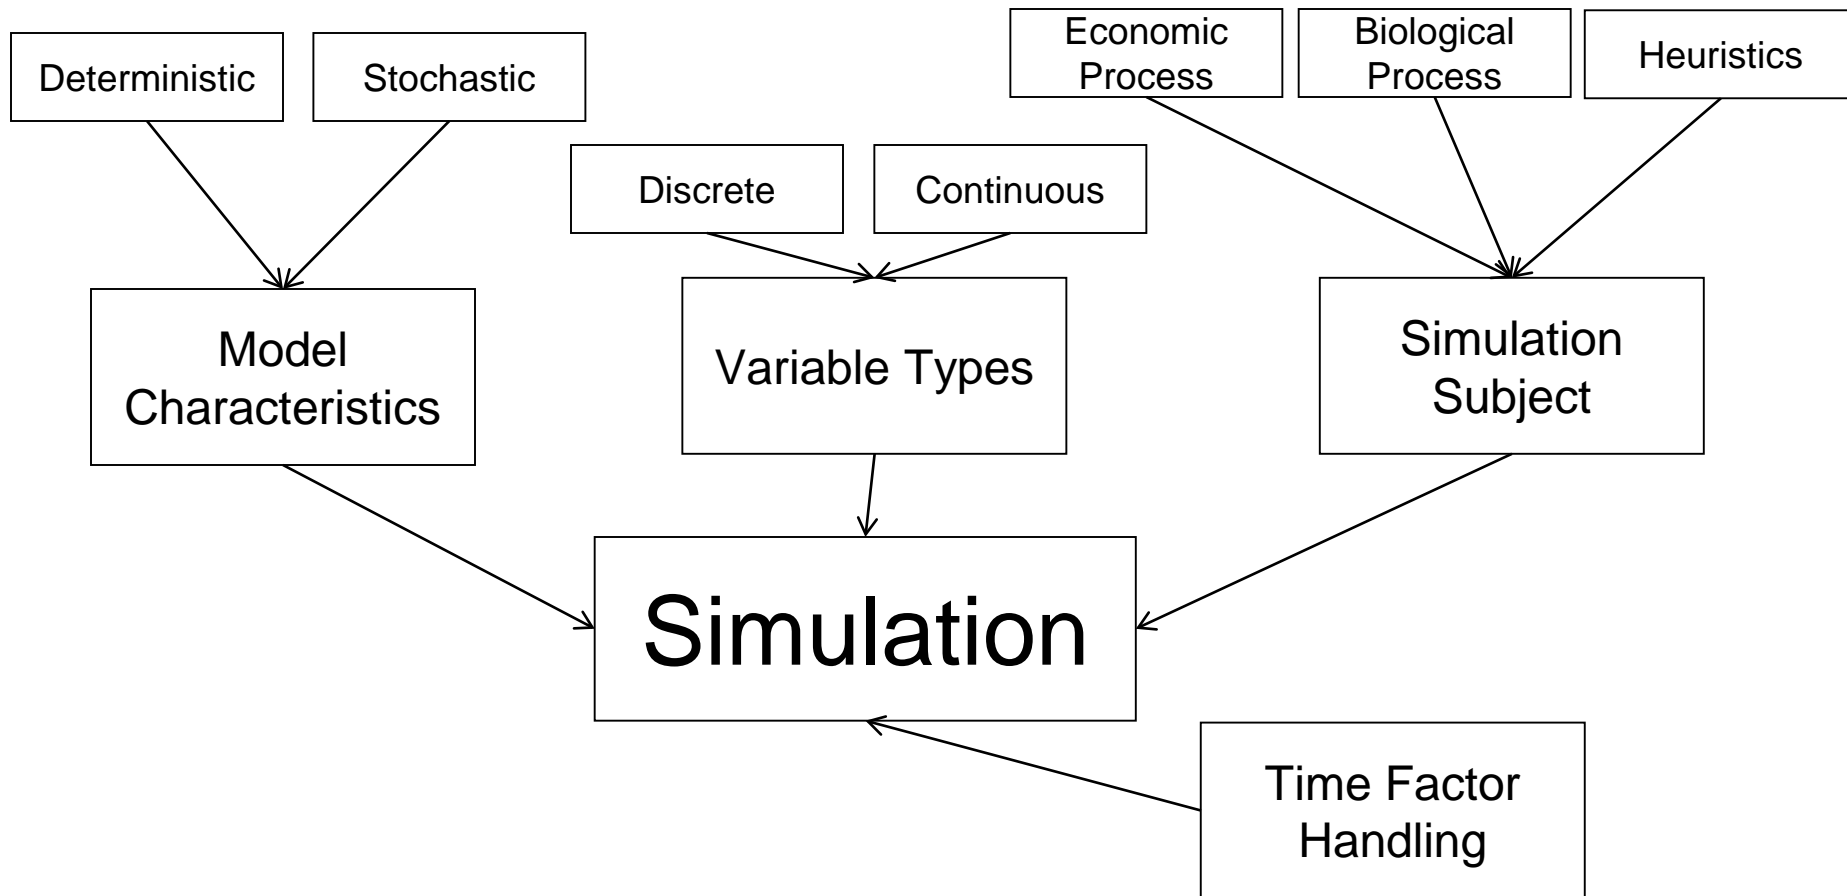 Deterministic
Stochastic
Economic
Process
Biological
Process
Heuristics
Discrete
Continuous
Model
Characteristics
Variable Types
Simulation
Subject
Simulation
Time Factor
Handling